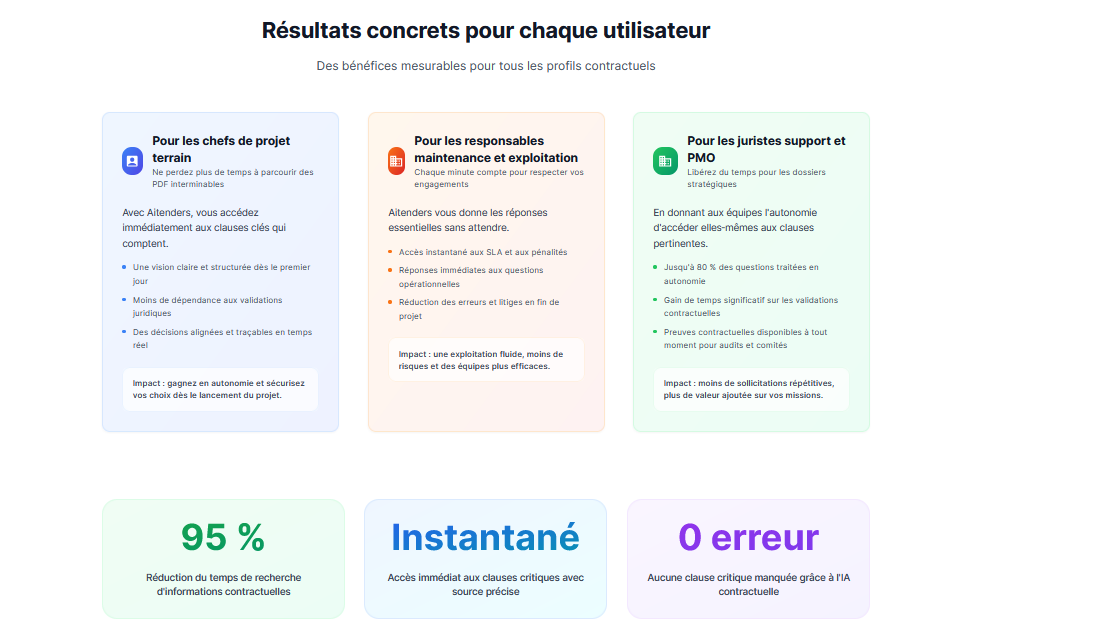 Résultats concrets pour chaque utilisateur
Des bénéfices mesurables pour tous les profils contractuels
Pour les chefs de projet
terrain
Ne perdez plus de temps à parcourir des
PDF interminables
Avec Aitenders, vous accédez
immédiatement aux clauses clés qui
comptent.
Une vision claire et structurée dès le premier
jour
Moins de dépendance aux validations
juridiques
Des décisions alignées et traçables en temps
réel
Impact : gagnez en autonomie et sécurisez
vos choix dès le lancement du projet.
Pour les responsables
maintenance et exploitation
Chaque minute compte pour respecter vos
engagements
Aitenders vous donne les réponses
essentielles sans attendre.
Accès instantané aux SLA et aux pénalités
Réponses immédiates aux questions
opérationnelles
Réduction des erreurs et litiges en fin de
projet
Impact : une exploitation fluide, moins de
risques et des équipes plus efficaces.
Pour les juristes support et
PMO
Libérez du temps pour les dossiers
stratégiques
En donnant aux équipes l'autonomie
d'accéder elles-mêmes aux clauses
pertinentes.
Jusqu'à 80 % des questions traitées en
autonomie
Gain de temps significatif sur les validations
contractuelles
Preuves contractuelles disponibles à tout
moment pour audits et comités
Impact : moins de sollicitations répétitives,
plus de valeur ajoutée sur vos missions.
95 %
Réduction du temps de recherche
d'informations contractuelles
Instantané
Accès immédiat aux clauses critiques avec
source précise
0 erreur
Aucune clause critique manquée grâce à l'IA
contractuelle